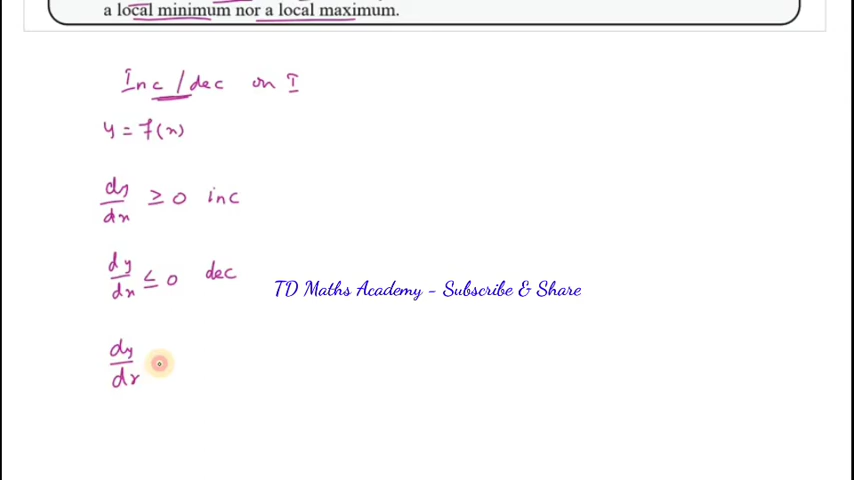 a local minimum nor a local maximum.
Inc / dec on I
y = f(x)
dy/dx ≥ 0 inc
dy/dx ≤ 0 dec
TD Maths Academy - Subscribe & Share
dy/dx